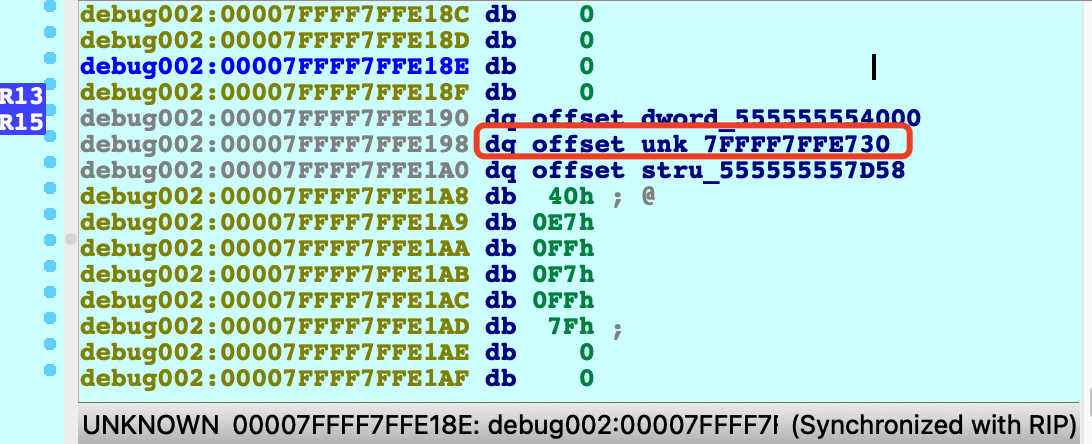 debug002:00007FFFF7FFE18C db 0
debug002:00007FFFF7FFE18D db 0
debug002:00007FFFF7FFE18E db 0
R13 debug002:00007FFFF7FFE18F db 0
R15 debug002:00007FFFF7FFE190 dq offset dword_555555554000
debug002:00007FFFF7FFE198 dq offset unk_7FFFF7FFE730
debug002:00007FFFF7FFE1A0 dq offset stru_555555557D58
debug002:00007FFFF7FFE1A8 db 40h ; @
debug002:00007FFFF7FFE1A9 db 0E7h
debug002:00007FFFF7FFE1AA db 0FFh
debug002:00007FFFF7FFE1AB db 0F7h
debug002:00007FFFF7FFE1AC db 0FFh
debug002:00007FFFF7FFE1AD db 7Fh ;
debug002:00007FFFF7FFE1AE db 0
debug002:00007FFFF7FFE1AF db 0
UNKNOWN 00007FFFF7FFE18E: debug002:00007FFFF7F (Synchronized with RIP)